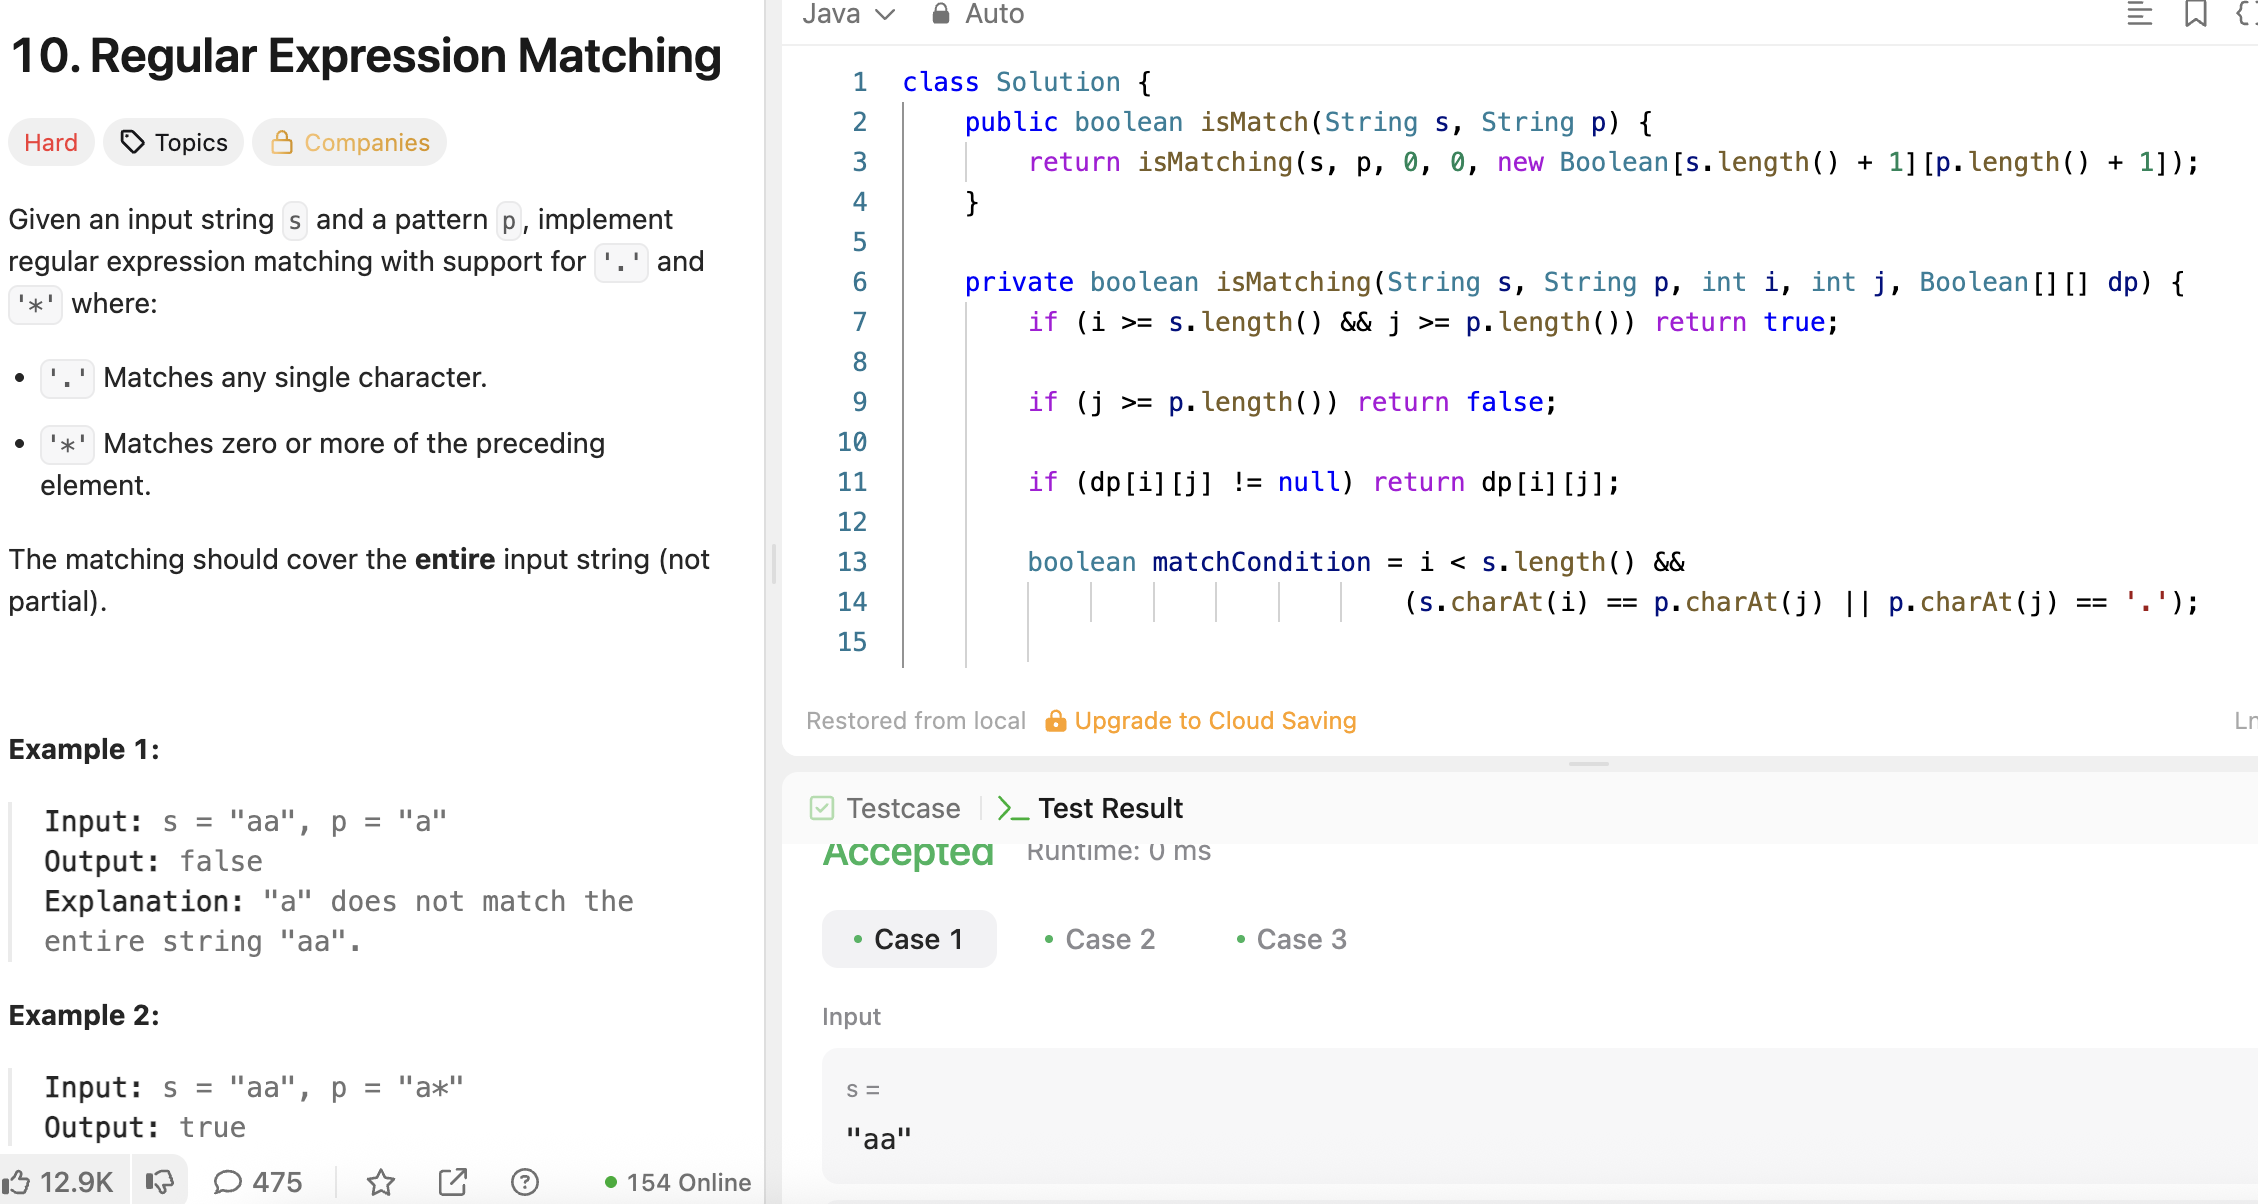 10. Regular Expression Matching
Hard Topics Companies
Given an input string s and a pattern p, implement
regular expression matching with support for '.' and
'*' where:
• '.' Matches any single character.
• '*' Matches zero or more of the preceding
element.
The matching should cover the entire input string (not
partial).
Example 1:
Input: s = "aa", p = "a"
Output: false
Explanation: "a" does not match the
entire string "aa".
Example 2:
Input: s = "aa", p = "a*"
Output: true
12.9K 475 154 Online
Java Auto
1 class Solution {
2     public boolean isMatch(String s, String p) {
3         return isMatching(s, p, 0, 0, new Boolean[s.length() + 1][p.length() + 1]);
4     }
5
6     private boolean isMatching(String s, String p, int i, int j, Boolean[][] dp) {
7         if (i >= s.length() && j >= p.length()) return true;
8
9         if (j >= p.length()) return false;
10
11         if (dp[i][j] != null) return dp[i][j];
12
13         boolean matchCondition = i < s.length() &&
14                                 (s.charAt(i) == p.charAt(j) || p.charAt(j) == '.');
15
Restored from local Upgrade to Cloud Saving Ln
Testcase Test Result
Accepted Runtime: 0 ms
• Case 1 • Case 2 • Case 3
Input
s =
"aa"